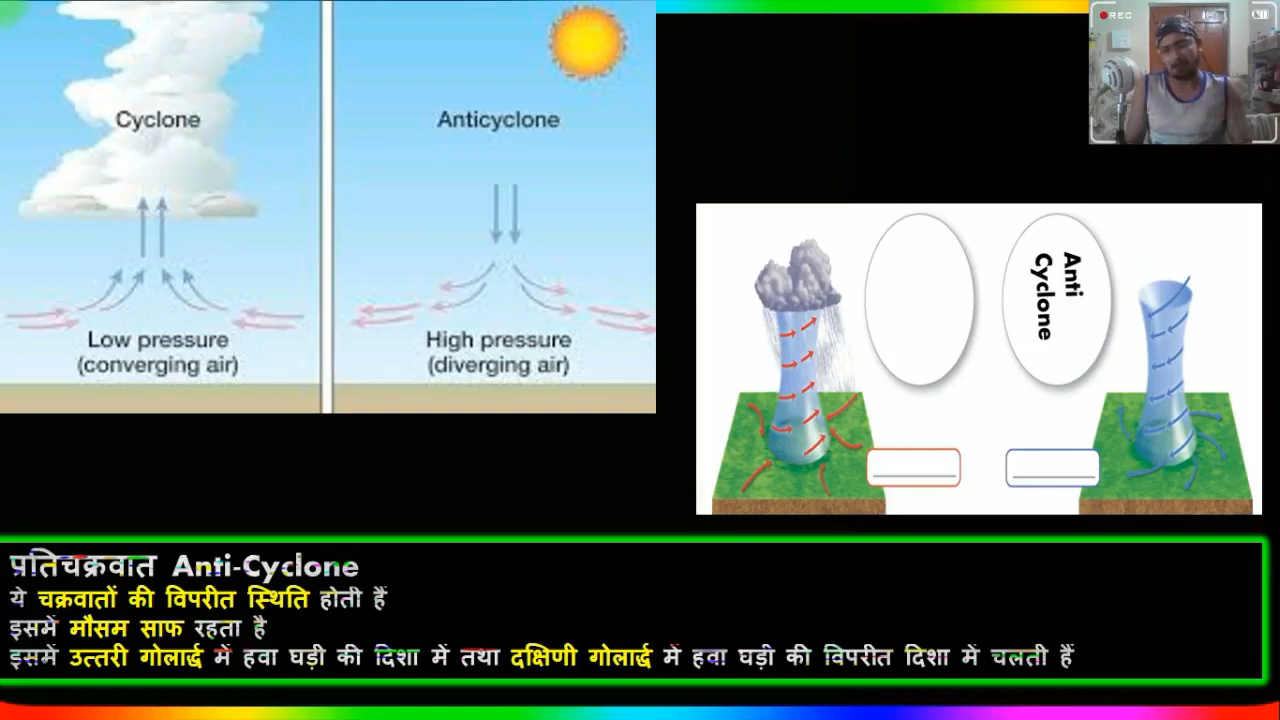 REC
Cyclone
Anticyclone
Low pressure
(converging air)
High pressure
(diverging air)
Anti
Cyclone
प्रतिचक्रवात Anti-Cyclone
ये चक्रवातों की विपरीत स्थिति होती हैं
इसमें मौसम साफ रहता है
इसमें उत्तरी गोलार्द्ध में हवा घड़ी की दिशा में तथा दक्षिणी गोलार्द्ध में हवा घड़ी की विपरीत दिशा में चलती हैं